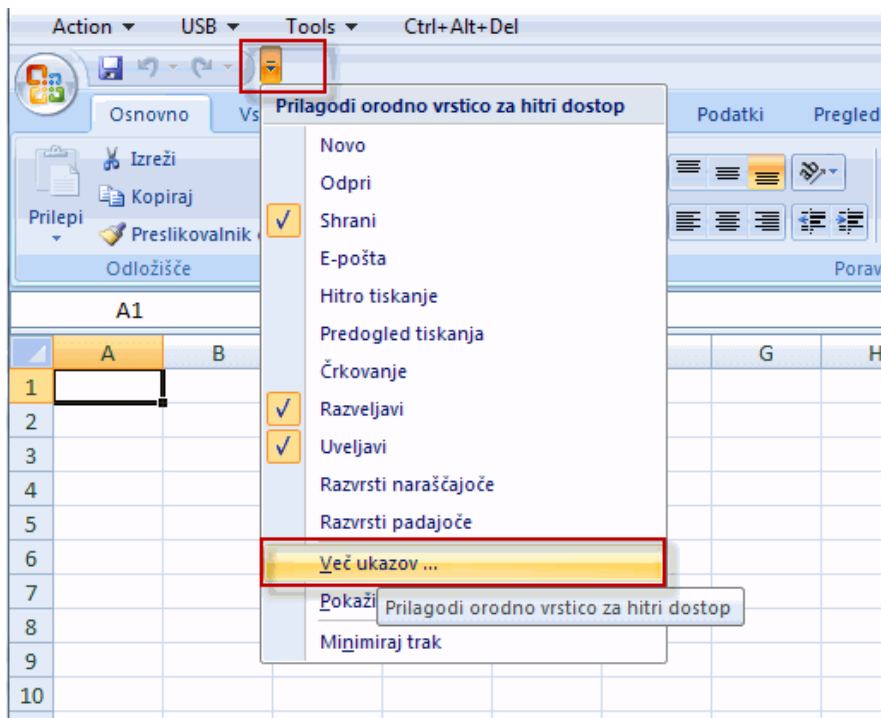 Action USB Tools Ctrl+Alt+Del
Osnovno Podatki Pregled
Prilagodi orodno vrstico za hitri dostop
Izreži
Kopiraj
Prilepi
Preslikovalnik
Odložišče
Novo
Odpri
Shrani
E-pošta
Hitro tiskanje
Predogled tiskanja
Črkovanje
Razveljavi
Uveljavi
Razvrsti naraščajoče
Razvrsti padajoče
Več ukazov ...
Pokaži
Prilagodi orodno vrstico za hitri dostop
Minimiraj trak
A1
A B G H
1
2
3
4
5
6
7
8
9
10